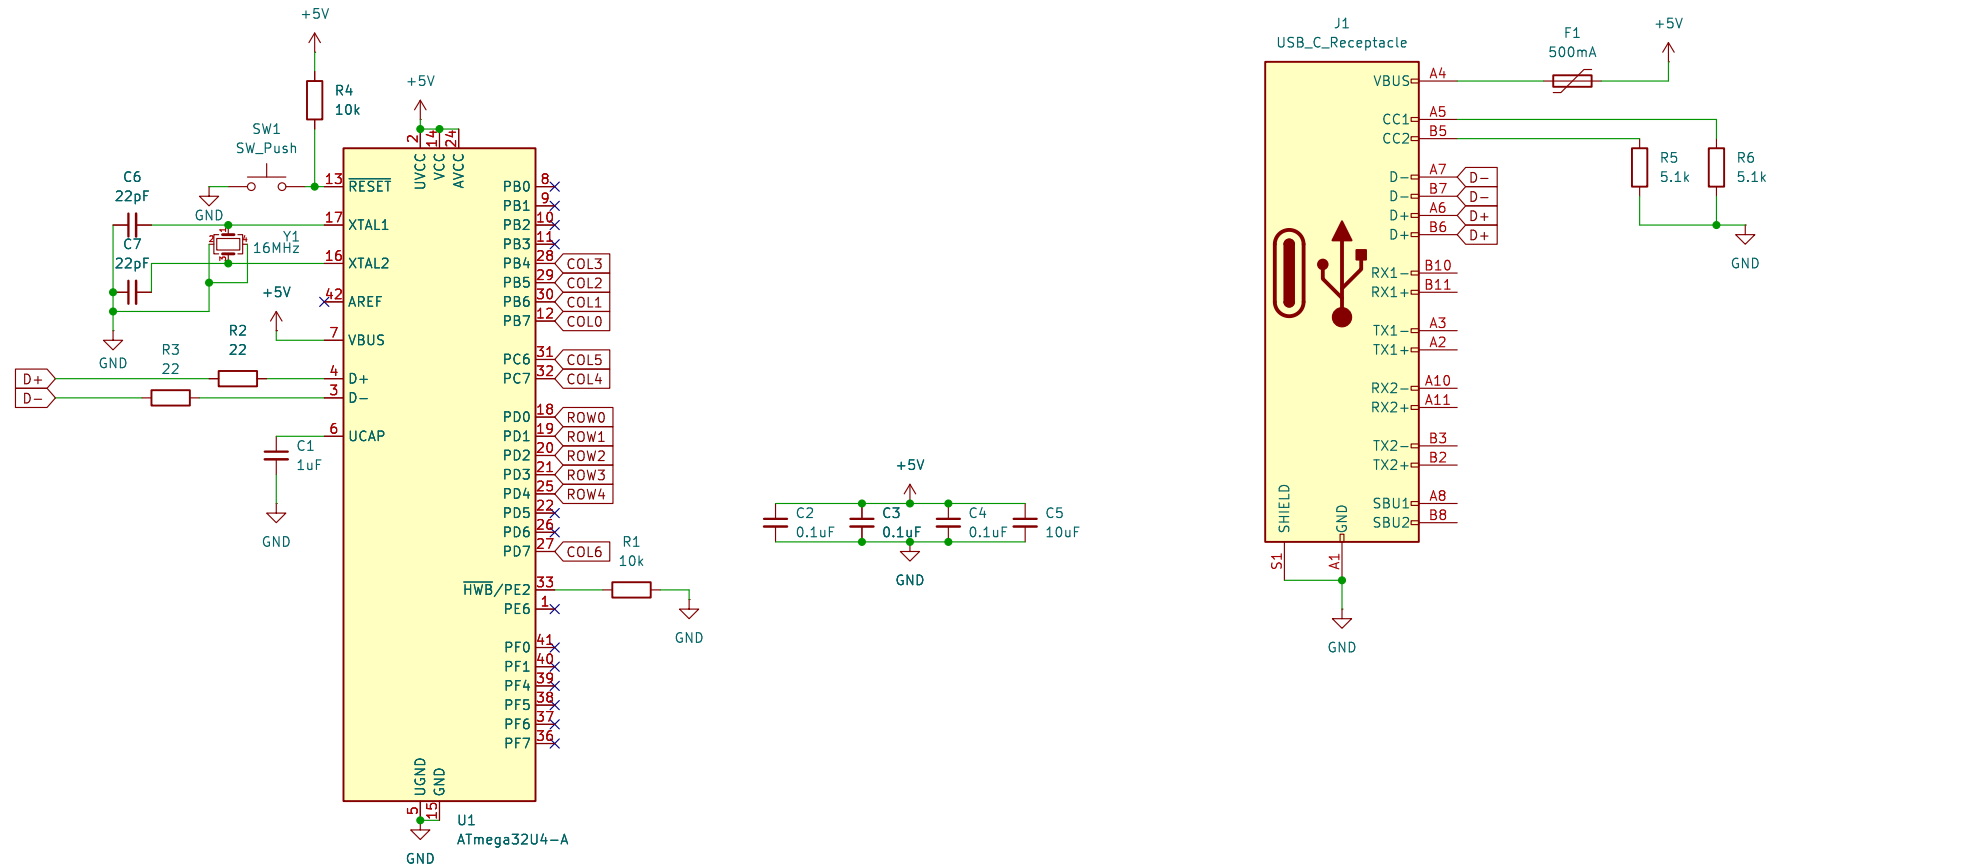 +5V
R4
10k
SW1
SW_Push
GND
C6
22pF
C7
22pF
Y1
16MHz
1
2
3
4
+5V
GND
R2
22
R3
22
D+
D-
C1
1uF
GND
+5V
2
14
24
UVCC
VCC
AVCC
13
RESET
17
XTAL1
16
XTAL2
42
AREF
7
VBUS
4
D+
3
D-
6
UCAP
PB0
8
PB1
9
PB2
10
PB3
11
PB4
28
COL3
PB5
29
COL2
PB6
30
COL1
PB7
12
COL0
PC6
31
COL5
PC7
32
COL4
PD0
18
ROW0
PD1
19
ROW1
PD2
20
ROW2
PD3
21
ROW3
PD4
25
ROW4
PD5
22
PD6
26
PD7
27
COL6
HWB/PE2
33
PE6
1
R1
10k
GND
PF0
41
PF1
40
PF4
39
PF5
38
PF6
37
PF7
36
UGND
GND
5
15
U1
ATmega32U4-A
GND
+5V
C2
0.1uF
C3
0.1uF
C4
0.1uF
C5
10uF
GND
J1
USB_C_Receptacle
VBUS
A4
CC1
A5
CC2
B5
D-
A7
D-
D-
B7
D-
D+
A6
D+
D+
B6
D+
RX1-
B10
RX1+
B11
TX1-
A3
TX1+
A2
RX2-
A10
RX2+
A11
TX2-
B3
TX2+
B2
SBU1
A8
SBU2
B8
SHIELD
GND
S1
A1
GND
F1
500mA
+5V
R5
5.1k
R6
5.1k
GND